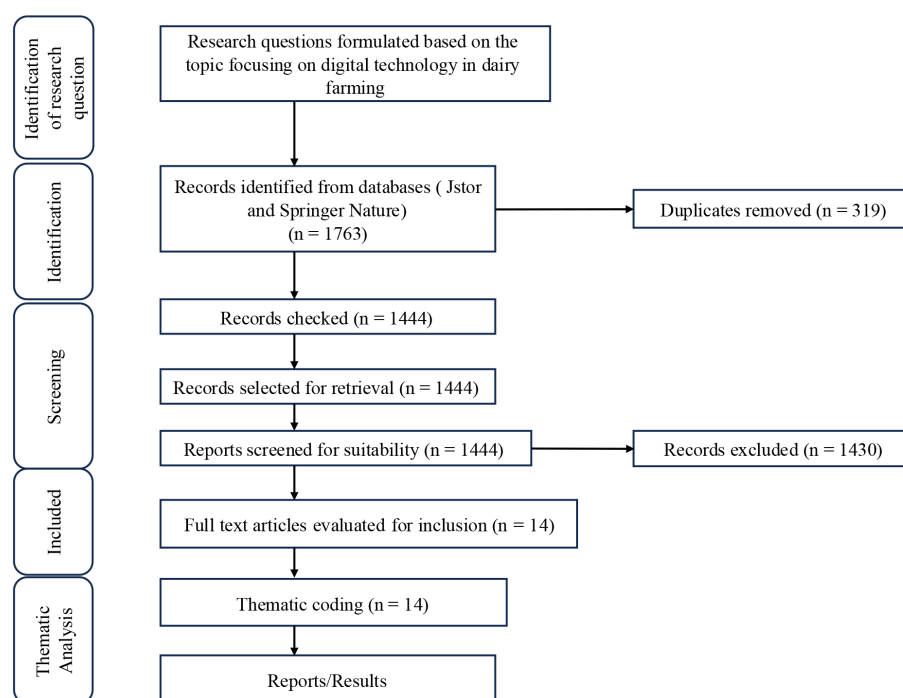 Identification
of research
question
Research questions formulated based on the
topic focusing on digital technology in dairy
farming
Identification
Records identified from databases ( Jstor
and Springer Nature)
(n = 1763)
Duplicates removed (n = 319)
Screening
Records checked (n = 1444)
Records selected for retrieval (n = 1444)
Reports screened for suitability (n = 1444)
Records excluded (n = 1430)
Included
Full text articles evaluated for inclusion (n = 14)
Thematic
Analysis
Thematic coding (n = 14)
Reports/Results